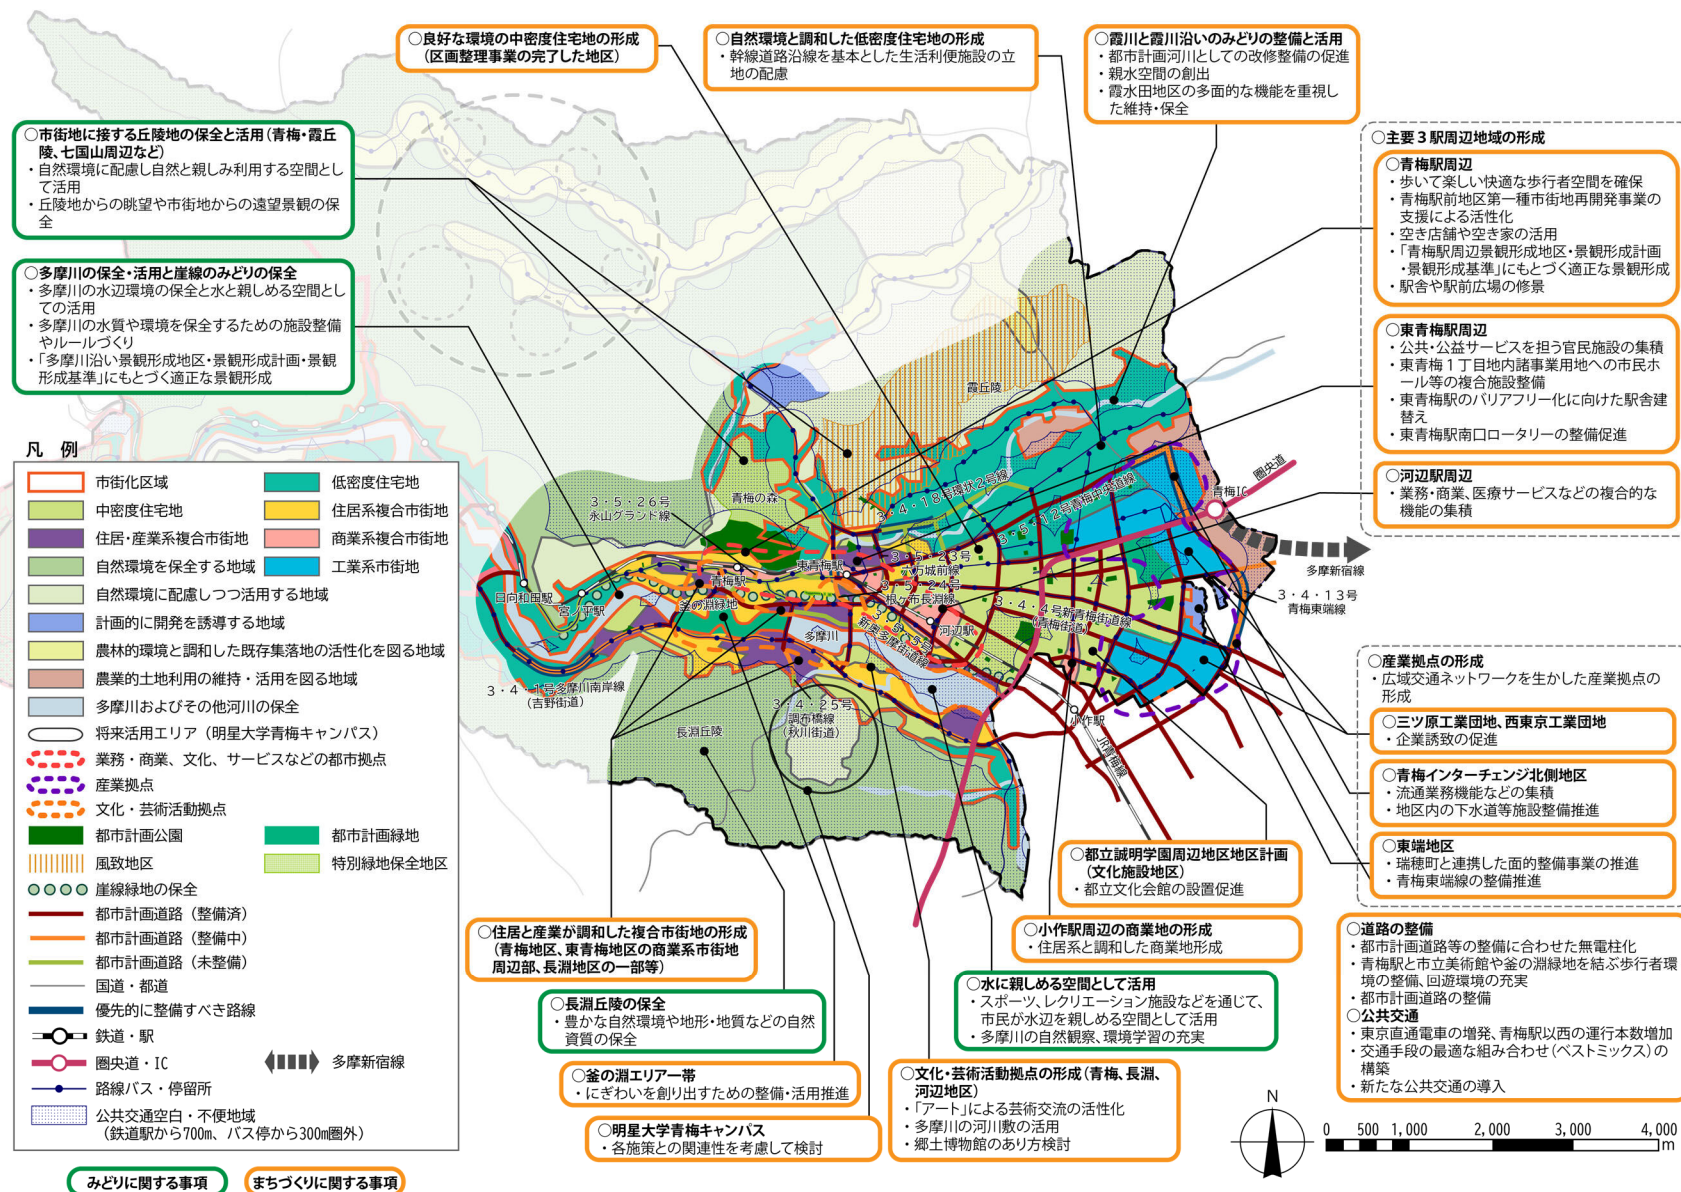 ○良好な環境の中密度住宅地の形成
(区画整理事業の完了した地区)
○自然環境と調和した低密度住宅地の形成
・幹線道路沿線を基本とした生活利便施設の立
地の配慮
○霞川と霞川沿いのみどりの整備と活用
・都市計画河川としての改修整備の促進
・親水空間の創出
・霞水田地区の多面的な機能を重視し
た維持・保全
○市街地に接する丘陵地の保全と活用(青梅・霞丘
陵、七国山周辺など)
・自然環境に配慮し自然と親しみ利用する空間とし
て活用
・丘陵地からの眺望や市街地からの遠望景観の保
全
○多摩川の保全・活用と崖線のみどりの保全
・多摩川の水辺環境の保全と水と親しめる空間とし
ての活用
・多摩川の水質や環境を保全するための施設整備
やルールづくり
・「多摩川沿い景観形成地区・景観形成計画・景観
形成基準」にもとづく適正な景観形成
○主要3駅周辺地域の形成
○青梅駅周辺
・歩いて楽しい快適な歩行者空間を確保
・青梅駅前地区第一種市街地再開発事業の
支援による活性化
・空き店舗や空き家の活用
・「青梅駅周辺景観形成地区・景観形成計画
・景観形成基準」にもとづく適正な景観形成
・駅舎や駅前広場の修景
○東青梅駅周辺
・公共・公益サービスを担う官民施設の集積
・東青梅1丁目地内諸事業用地への市民ホ
ール等の複合施設整備
・東青梅駅のバリアフリー化に向けた駅舎建
替え
・東青梅駅南口ロータリーの整備促進
○河辺駅周辺
・業務・商業、医療サービスなどの複合的な
機能の集積
凡 例
市街化区域
低密度住宅地
中密度住宅地
住居系複合市街地
住居・産業系複合市街地
商業系複合市街地
自然環境を保全する地域
工業系市街地
自然環境に配慮しつつ活用する地域
計画的に開発を誘導する地域
農林的環境と調和した既存集落地の活性化を図る地域
農業的土地利用の維持・活用を図る地域
多摩川およびその他河川の保全
将来活用エリア(明星大学青梅キャンパス)
業務・商業、文化、サービスなどの都市拠点
産業拠点
文化・芸術活動拠点
都市計画公園
都市計画緑地
風致地区
特別緑地保全地区
崖線緑地の保全
都市計画道路(整備済)
都市計画道路(整備中)
都市計画道路(未整備)
国道・都道
優先的に整備すべき路線
鉄道・駅
圏央道・IC
多摩新宿線
路線バス・停留所
公共交通空白・不便地域
(鉄道駅から700m、バス停から300m圏外)
みどりに関する事項
まちづくりに関する事項
霞丘陵
青梅の森
3・5・26号
永山グランド線
3・4・18号環状2号線
3・5・12号青梅中央道線
圏央道
青梅IC
多摩新宿線
3・4・13号
青梅東端線
3・5・23号
六万城前線
3・5・24号
根ヶ布長淵線
東青梅駅
青梅駅
日向和田駅
宮ノ平駅
釜の淵緑地
多摩川
河辺駅
3・4・4号新青梅街道線
(青梅街道)
3・5・5号
新奥多摩街道線
3・4・1号多摩川南岸線
(吉野街道)
3・4・25号
調布橋線
(秋川街道)
長淵丘陵
小作駅
JR青梅線
○産業拠点の形成
・広域交通ネットワークを生かした産業拠点の
形成
○三ツ原工業団地、西東京工業団地
・企業誘致の促進
○青梅インターチェンジ北側地区
・流通業務機能などの集積
・地区内の下水道等施設整備推進
○東端地区
・瑞穂町と連携した面的整備事業の推進
・青梅東端線の整備推進
○都立誠明学園周辺地区地区計画
(文化施設地区)
・都立文化会館の設置促進
○小作駅周辺の商業地の形成
・住居系と調和した商業地形成
○住居と産業が調和した複合市街地の形成
(青梅地区、東青梅地区の商業系市街地
周辺部、長淵地区の一部等)
○長淵丘陵の保全
・豊かな自然環境や地形・地質などの自然
資質の保全
○水に親しめる空間として活用
・スポーツ、レクリエーション施設などを通じて、
市民が水辺を親しめる空間として活用
・多摩川の自然観察、環境学習の充実
○釜の淵エリア一帯
・にぎわいを創り出すための整備・活用推進
○明星大学青梅キャンパス
・各施策との関連性を考慮して検討
○文化・芸術活動拠点の形成(青梅、長淵、
河辺地区)
・「アート」による芸術交流の活性化
・多摩川の河川敷の活用
・郷土博物館のあり方検討
○道路の整備
・都市計画道路等の整備に合わせた無電柱化
・青梅駅と市立美術館や釜の淵緑地を結ぶ歩行者環
境の整備、回遊環境の充実
・都市計画道路の整備
○公共交通
・東京直通電車の増発、青梅駅以西の運行本数増加
・交通手段の最適な組み合わせ(ベストミックス)の
構築
・新たな公共交通の導入
N
0 500 1,000 2,000 3,000 4,000
m